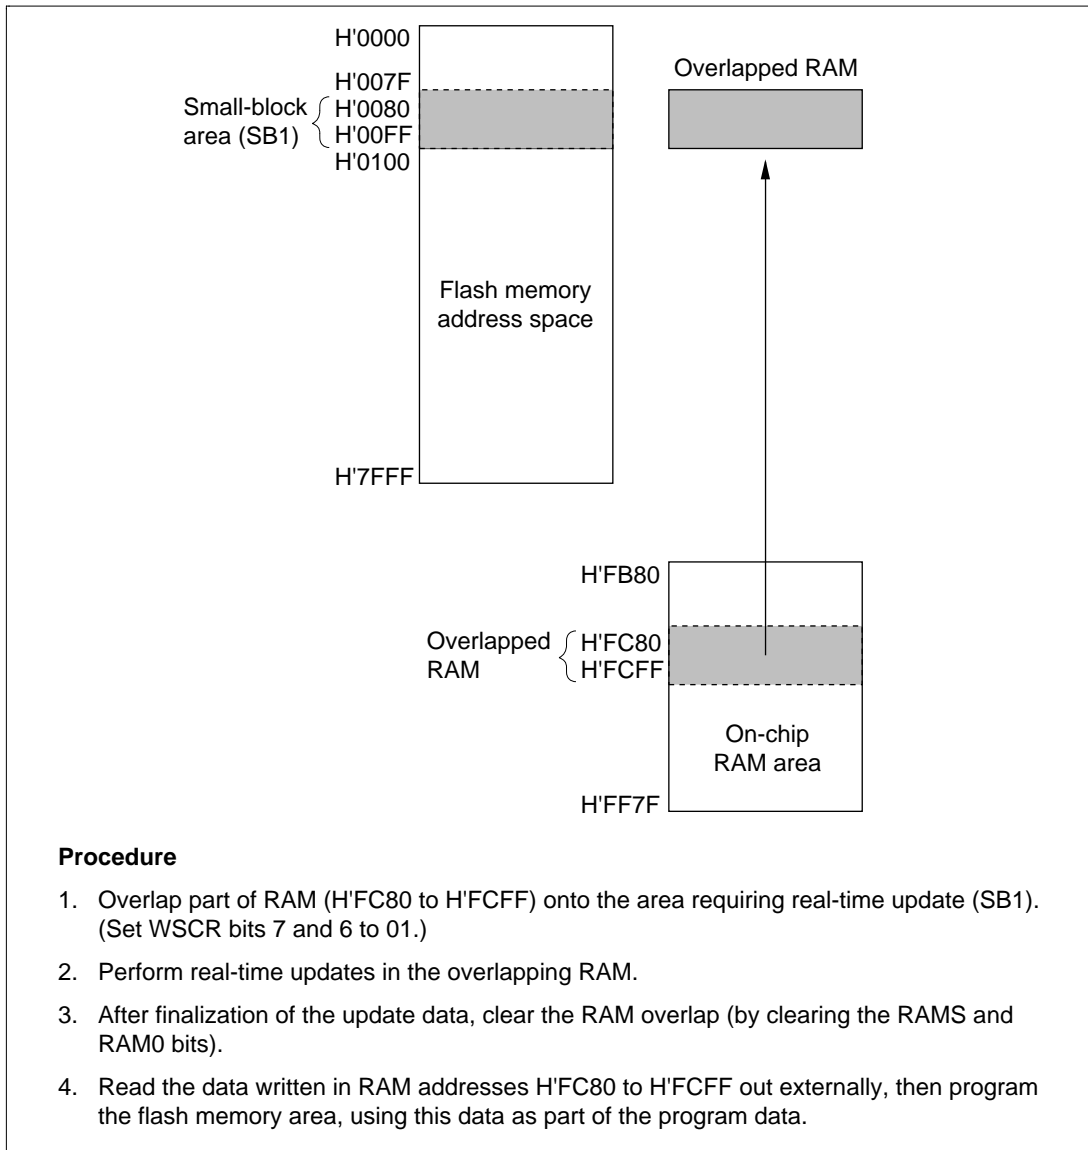 H'0000
H'007F
Small-block
area (SB1)
H'0080
H'00FF
H'0100
Overlapped RAM
Flash memory
address space
H'7FFF
H'FB80
Overlapped
RAM
H'FC80
H'FCFF
On-chip
RAM area
H'FF7F
Procedure
1. Overlap part of RAM (H'FC80 to H'FCFF) onto the area requiring real-time update (SB1).
(Set WSCR bits 7 and 6 to 01.)
2. Perform real-time updates in the overlapping RAM.
3. After finalization of the update data, clear the RAM overlap (by clearing the RAMS and
RAM0 bits).
4. Read the data written in RAM addresses H'FC80 to H'FCFF out externally, then program
the flash memory area, using this data as part of the program data.